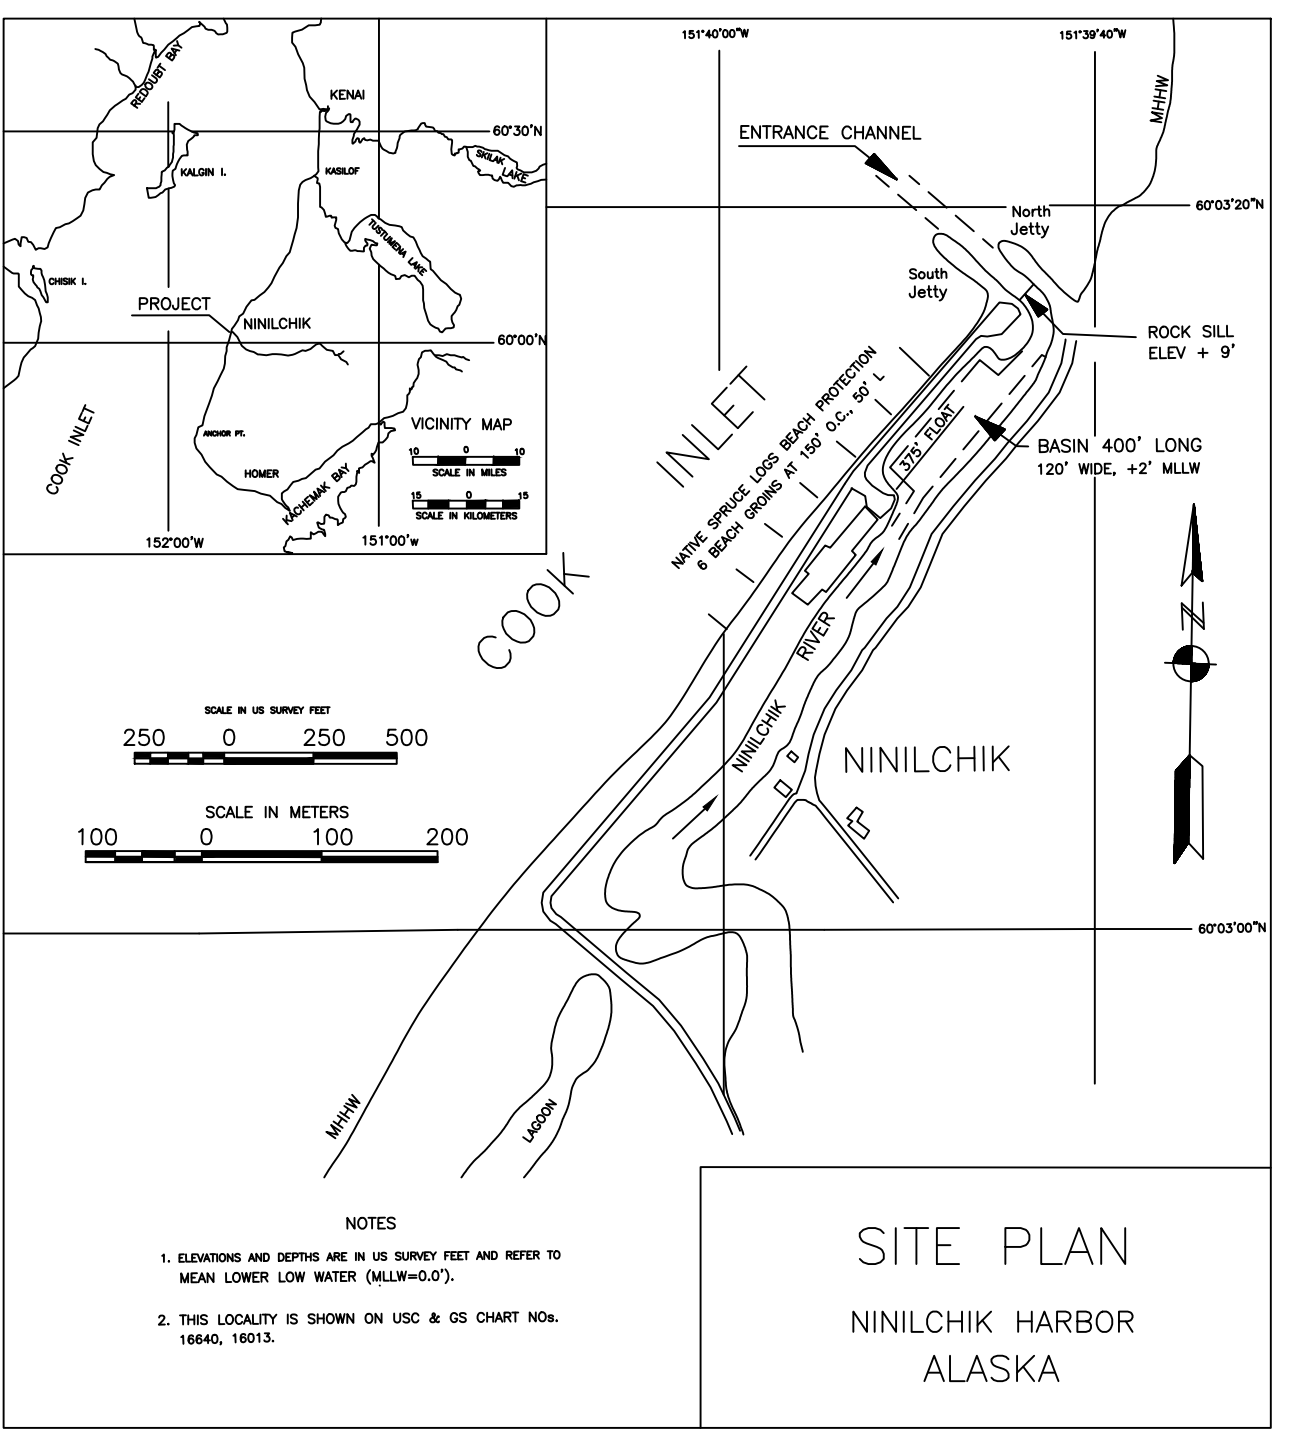 REDOUBT BAY
KENAI
60°30'N
KALGIN I.
KASILOF
SKILAK
LAKE
TUSTUMENA LAKE
CHISIK I.
PROJECT
NINILCHIK
60°00'N
COOK INLET
ANCHOR PT.
HOMER
KACHEMAK BAY
VICINITY MAP
10 0 10
SCALE IN MILES
15 0 15
SCALE IN KILOMETERS
152°00'W
151°00'W
151°40'00"W
151°39'40"W
MHHW
ENTRANCE CHANNEL
60°03'20"N
North
Jetty
South
Jetty
ROCK SILL
ELEV + 9'
NATIVE SPRUCE LOGS BEACH PROTECTION
6 BEACH GROINS AT 150' O.C., 50' L
375' FLOAT
BASIN 400' LONG
120' WIDE, +2' MLLW
COOK INLET
N
NINILCHIK RIVER
NINILCHIK
SCALE IN US SURVEY FEET
250 0 250 500
SCALE IN METERS
100 0 100 200
60°03'00"N
MHHW
LAGOON
NOTES
1. ELEVATIONS AND DEPTHS ARE IN US SURVEY FEET AND REFER TO
MEAN LOWER LOW WATER (MLLW=0.0').
2. THIS LOCALITY IS SHOWN ON USC & GS CHART NOs.
16640, 16013.
SITE PLAN
NINILCHIK HARBOR
ALASKA